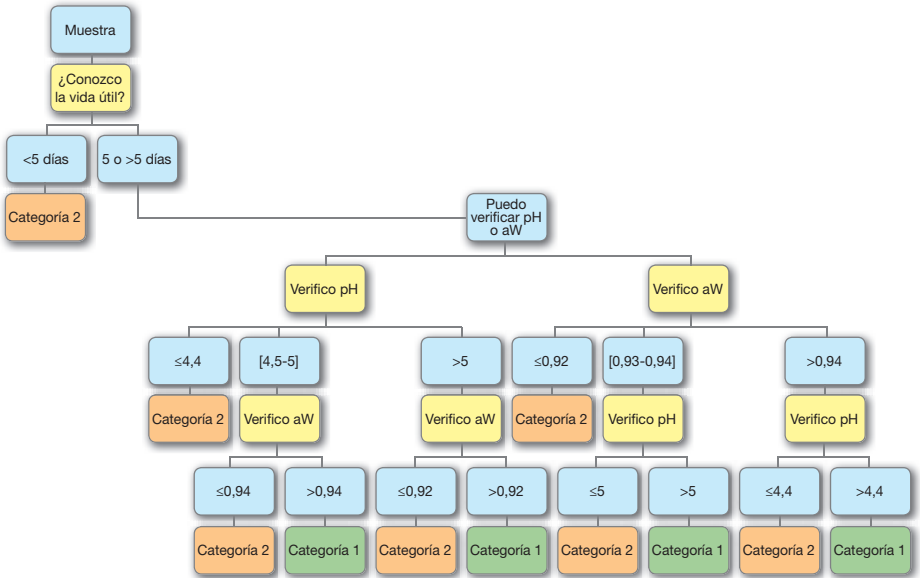 Muestra
¿Conozco
la vida útil?
<5 días
5 o >5 días
Categoría 2
Puedo
verificar pH
o aW
Verifico pH
Verifico aW
≤4,4
[4,5-5]
>5
≤0,92
[0,93-0,94]
>0,94
Categoría 2
Verifico aW
Verifico aW
Categoría 2
Verifico pH
Verifico pH
≤0,94
>0,94
≤0,92
>0,92
≤5
>5
≤4,4
>4,4
Categoría 2
Categoría 1
Categoría 2
Categoría 1
Categoría 2
Categoría 1
Categoría 2
Categoría 1